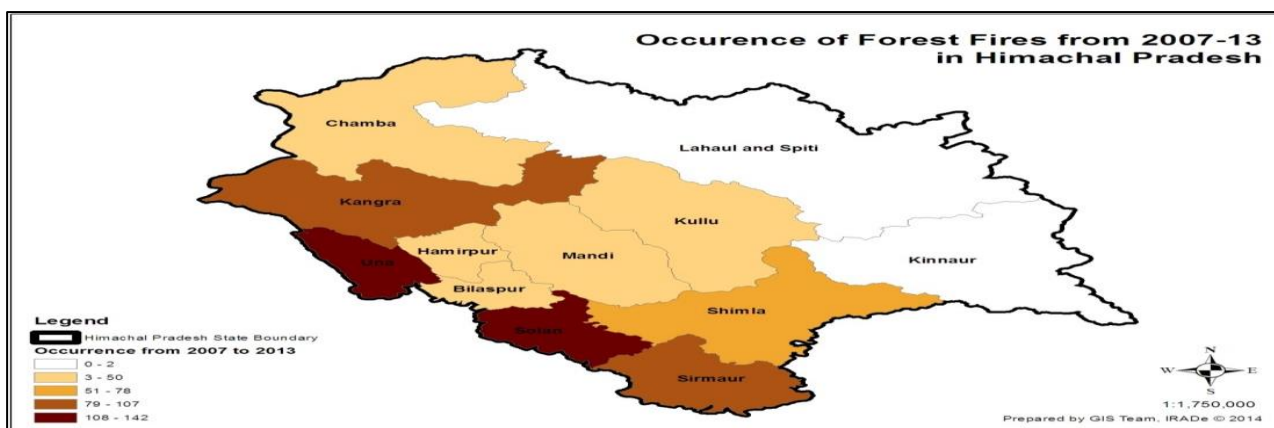 Occurence of Forest Fires from 2007-13
in Himachal Pradesh
Chamba
Lahaul and Spiti
Kangra
Kullu
Hamirpur
Mandi
Una
Kinnaur
Bilaspur
Shimla
Solan
Sirmaur
Legend
Himachal Pradesh State Boundary
Occurrence from 2007 to 2013
0 - 2
3 - 50
51 - 78
79 - 107
108 - 142
N
W E
S
1:1,750,000
Prepared by GIS Team, IRADe © 2014